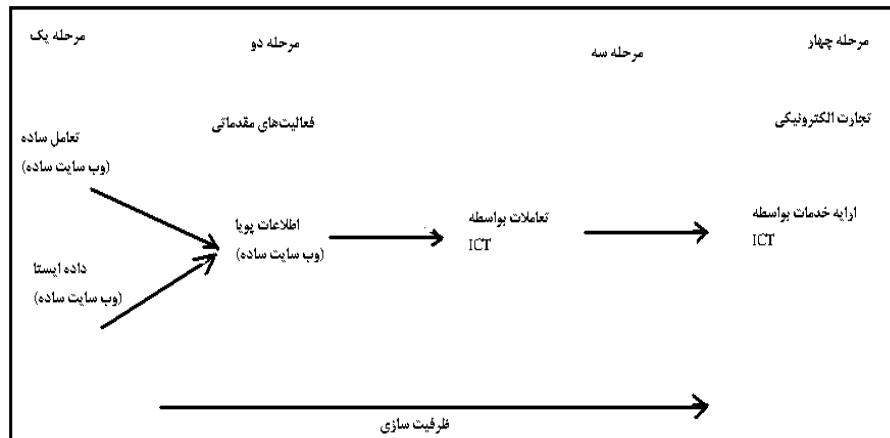 مرحله یک
مرحله دو
مرحله سه
مرحله چهار
فعالیت‌های مقدماتی
تجارت الکترونیکی
تعامل ساده
(وب سایت ساده)
داده ایستا
(وب سایت ساده)
اطلاعات پویا
(وب سایت ساده)
تعاملات بواسطه
ICT
ارایه خدمات بواسطه
ICT
ظرفیت سازی